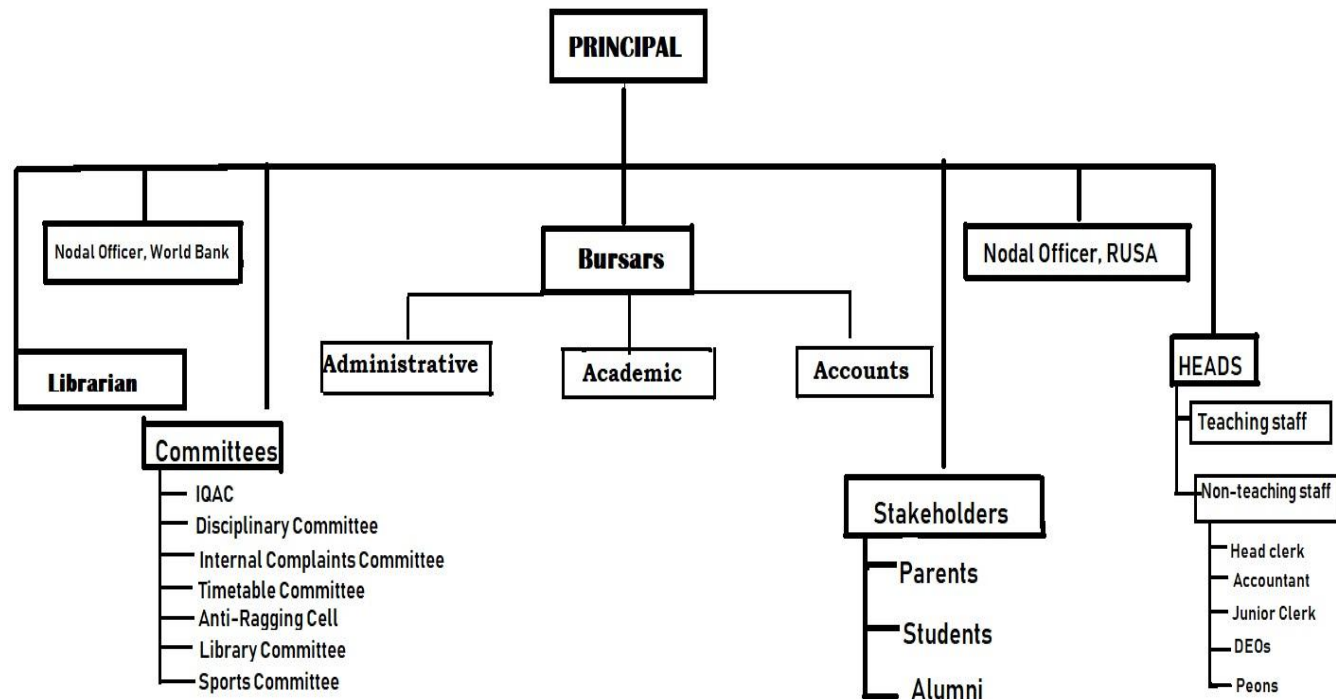 PRINCIPAL
Nodal Officer, World Bank
Bursars
Nodal Officer, RUSA
Administrative
Academic
Accounts
Librarian
HEADS
Teaching staff
Non-teaching staff
Head clerk
Accountant
Junior Clerk
DEOs
Peons
Committees
IQAC
Disciplinary Committee
Internal Complaints Committee
Timetable Committee
Anti-Ragging Cell
Library Committee
Sports Committee
Stakeholders
Parents
Students
Alumni